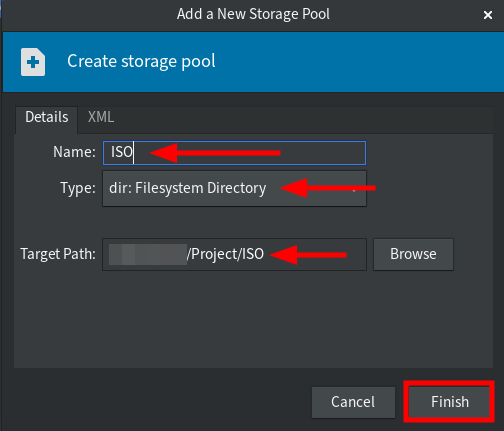 Add a New Storage Pool
Create storage pool
Details XML
Name: ISO
Type: dir: Filesystem Directory
Target Path: /Project/ISO Browse
Cancel Finish